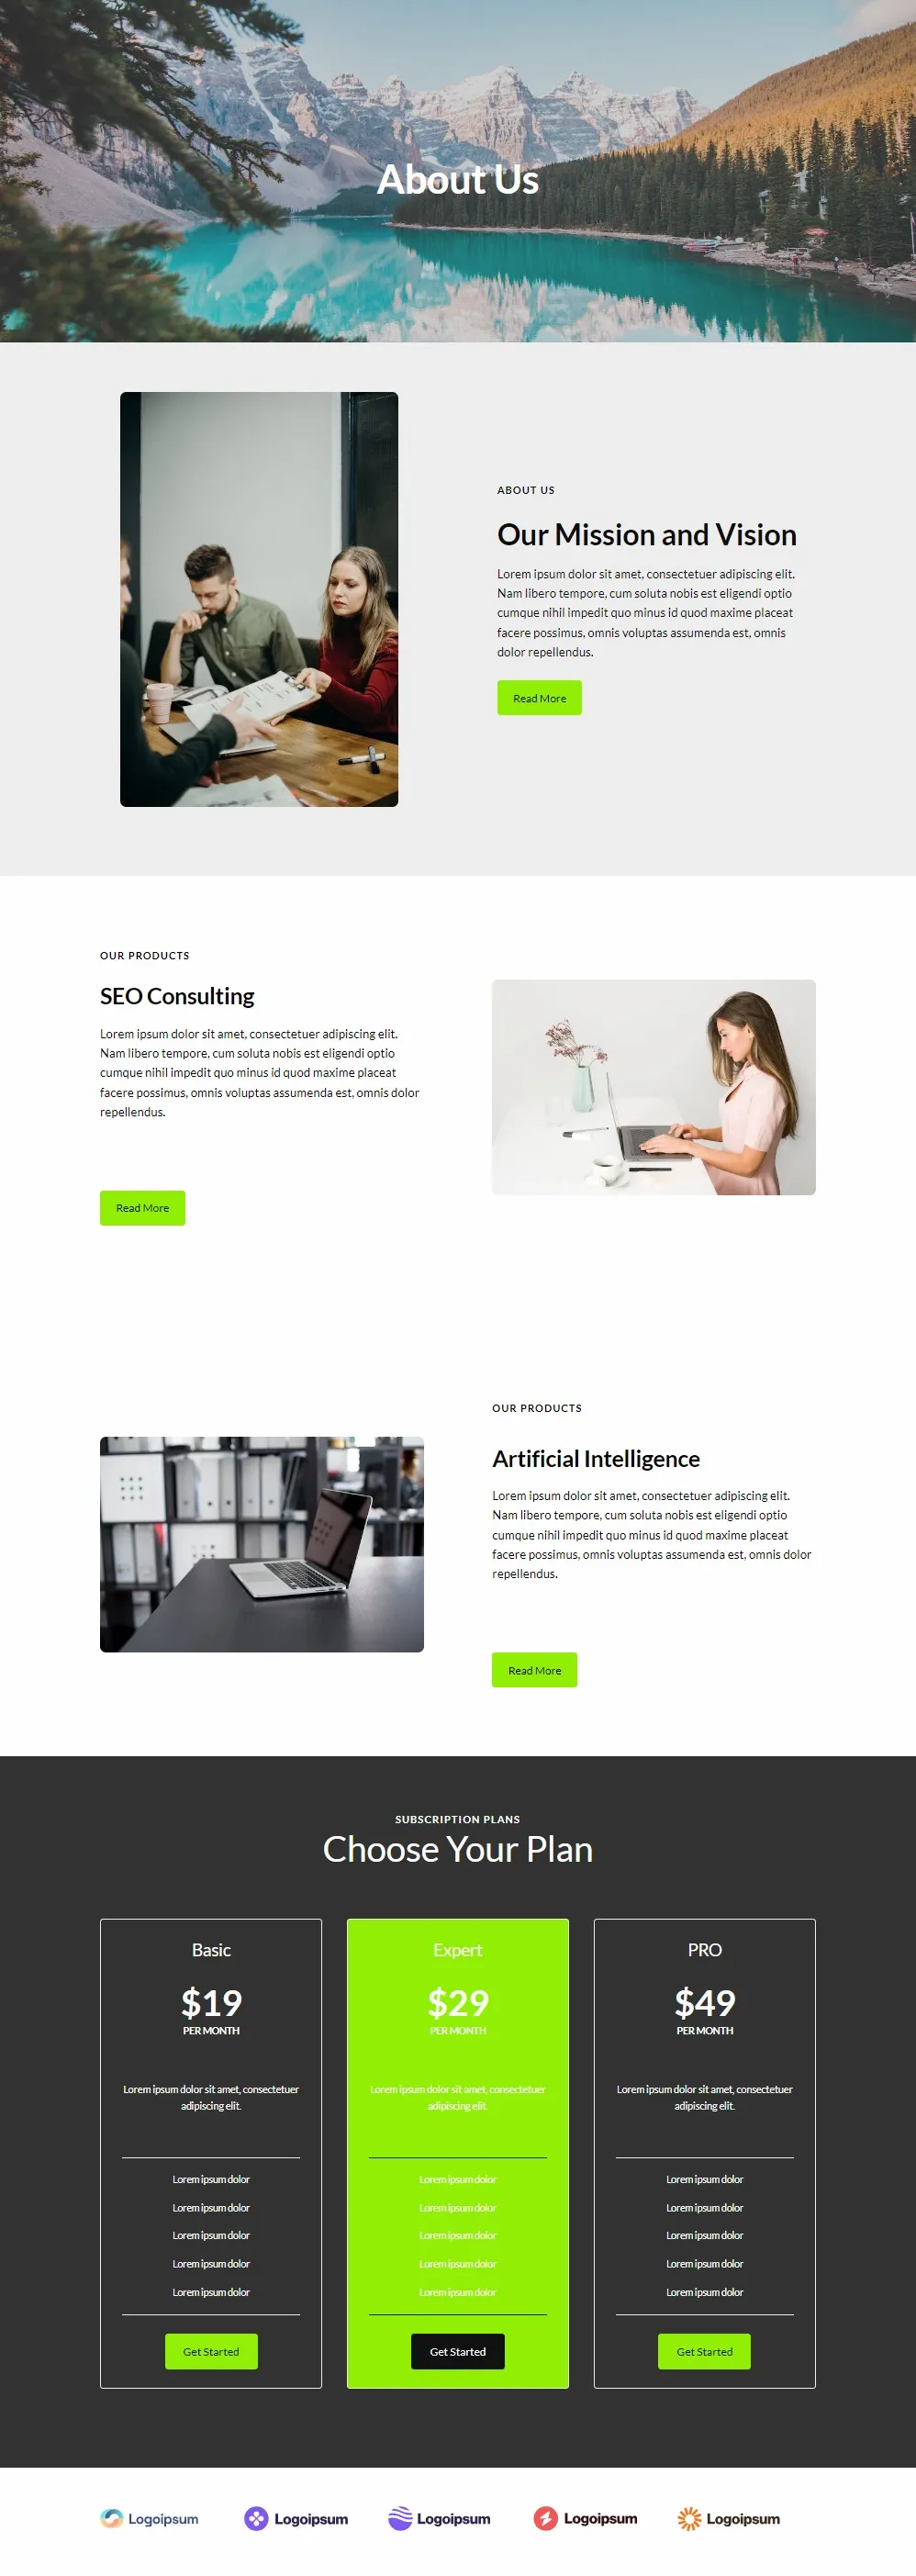 About Us
ABOUT US
Our Mission and Vision
Lorem ipsum dolor sit amet, consectetuer adipiscing elit.
Nam libero tempore, cum soluta nobis est eligendi optio
cumque nihil impedit quo minus id quod maxime placeat
facere possimus, omnis voluptas assumenda est, omnis
dolor repellendus.
Read More
OUR PRODUCTS
SEO Consulting
Lorem ipsum dolor sit amet, consectetuer adipiscing elit.
Nam libero tempore, cum soluta nobis est eligendi optio
cumque nihil impedit quo minus id quod maxime placeat
facere possimus, omnis voluptas assumenda est, omnis dolor
repellendus.
Read More
OUR PRODUCTS
Artificial Intelligence
Lorem ipsum dolor sit amet, consectetuer adipiscing elit.
Nam libero tempore, cum soluta nobis est eligendi optio
cumque nihil impedit quo minus id quod maxime placeat
facere possimus, omnis voluptas assumenda est, omnis dolor
repellendus.
Read More
SUBSCRIPTION PLANS
Choose Your Plan
Basic
$19
PER MONTH
Lorem ipsum dolor sit amet, consectetuer
adipiscing elit.
Lorem ipsum dolor
Lorem ipsum dolor
Lorem ipsum dolor
Lorem ipsum dolor
Lorem ipsum dolor
Get Started
Expert
$29
PER MONTH
Lorem ipsum dolor sit amet, consectetuer
adipiscing elit.
Lorem ipsum dolor
Lorem ipsum dolor
Lorem ipsum dolor
Lorem ipsum dolor
Lorem ipsum dolor
Get Started
PRO
$49
PER MONTH
Lorem ipsum dolor sit amet, consectetuer
adipiscing elit.
Lorem ipsum dolor
Lorem ipsum dolor
Lorem ipsum dolor
Lorem ipsum dolor
Lorem ipsum dolor
Get Started
Logoipsum
Logoipsum
Logoipsum
Logoipsum
Logoipsum